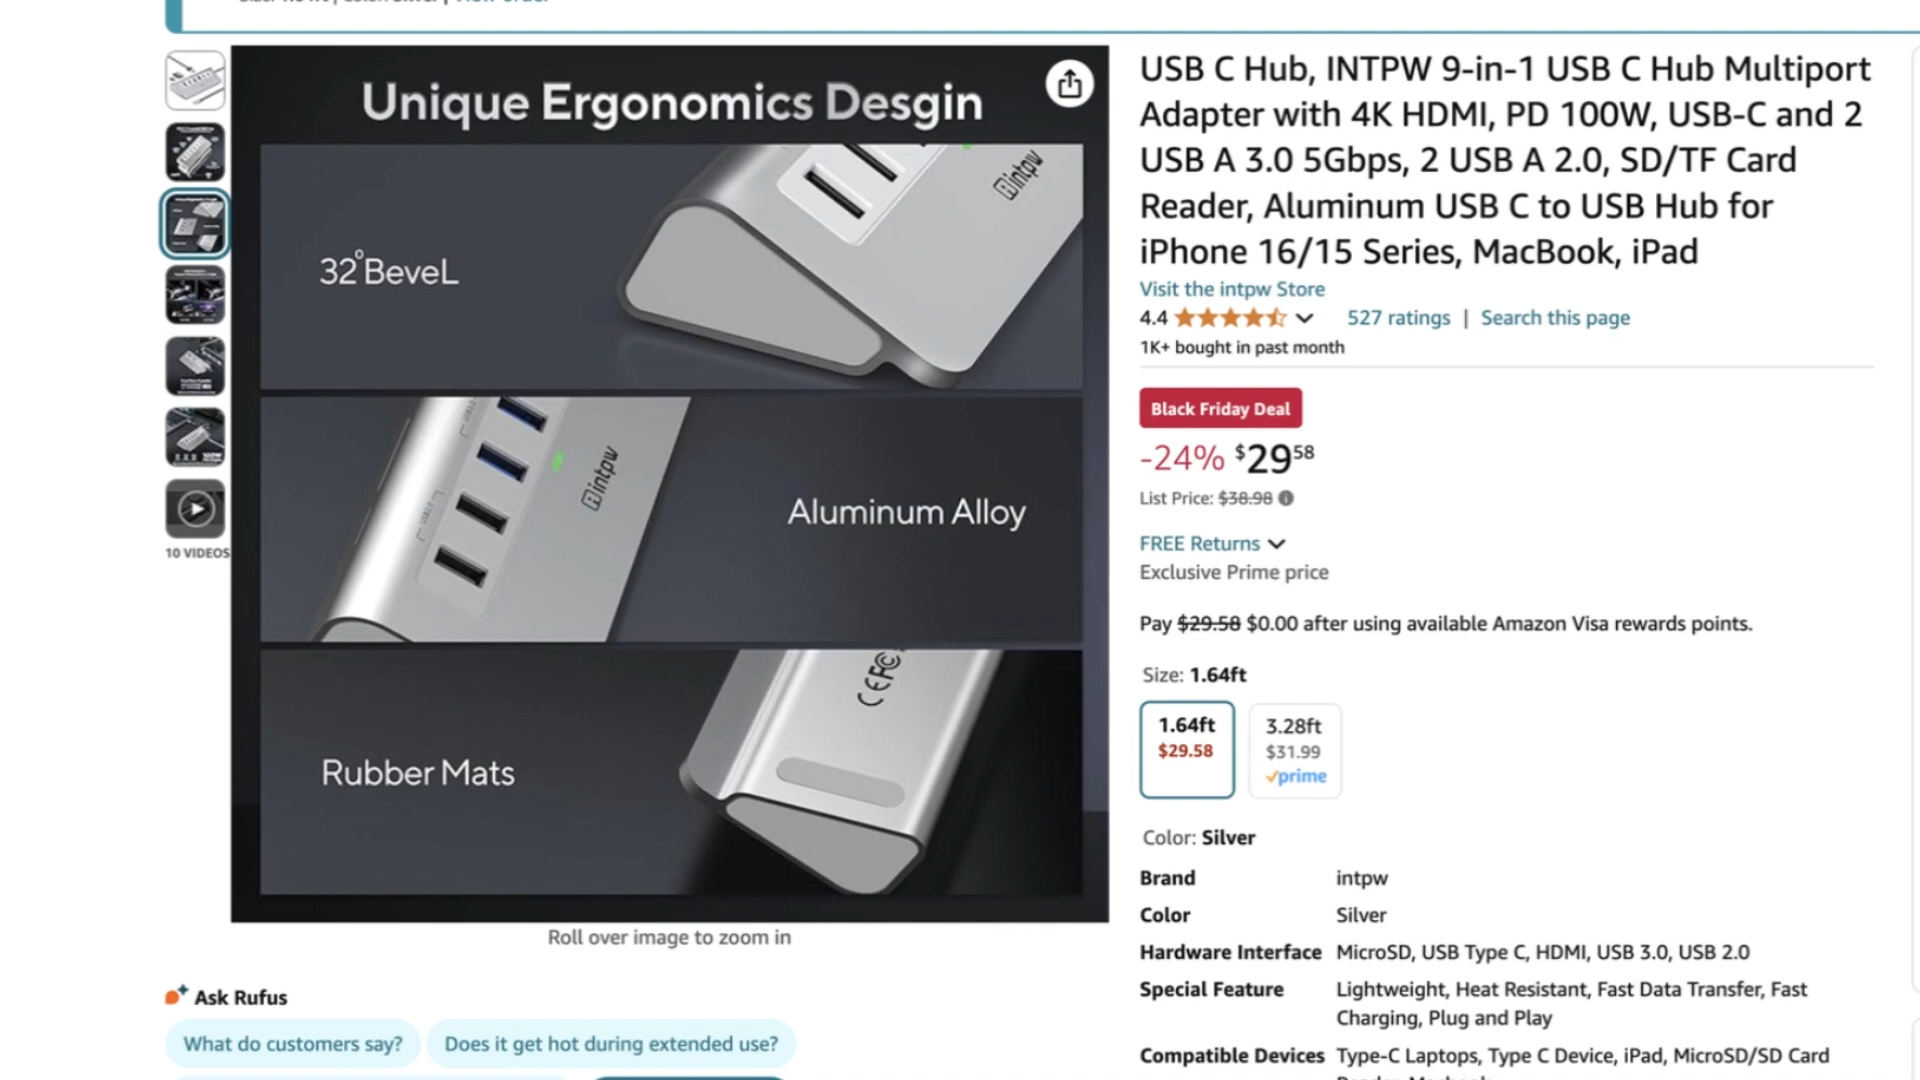 Unique Ergonomics Desgin
32°BeveL
intpw
Aluminum Alloy
intpw
Rubber Mats
CE FC
10 VIDEOS
Roll over image to zoom in
Ask Rufus
What do customers say?
Does it get hot during extended use?
USB C Hub, INTPW 9-in-1 USB C Hub Multiport
Adapter with 4K HDMI, PD 100W, USB-C and 2
USB A 3.0 5Gbps, 2 USB A 2.0, SD/TF Card
Reader, Aluminum USB C to USB Hub for
iPhone 16/15 Series, MacBook, iPad
Visit the intpw Store
4.4 527 ratings | Search this page
1K+ bought in past month
Black Friday Deal
-24% $29.58
List Price: $38.98
FREE Returns
Exclusive Prime price
Pay $29.58 $0.00 after using available Amazon Visa rewards points.
Size: 1.64ft
1.64ft 3.28ft
$29.58 $31.99
prime
Color: Silver
Brand intpw
Color Silver
Hardware Interface MicroSD, USB Type C, HDMI, USB 3.0, USB 2.0
Special Feature Lightweight, Heat Resistant, Fast Data Transfer, Fast
Charging, Plug and Play
Compatible Devices Type-C Laptops, Type C Device, iPad, MicroSD/SD Card